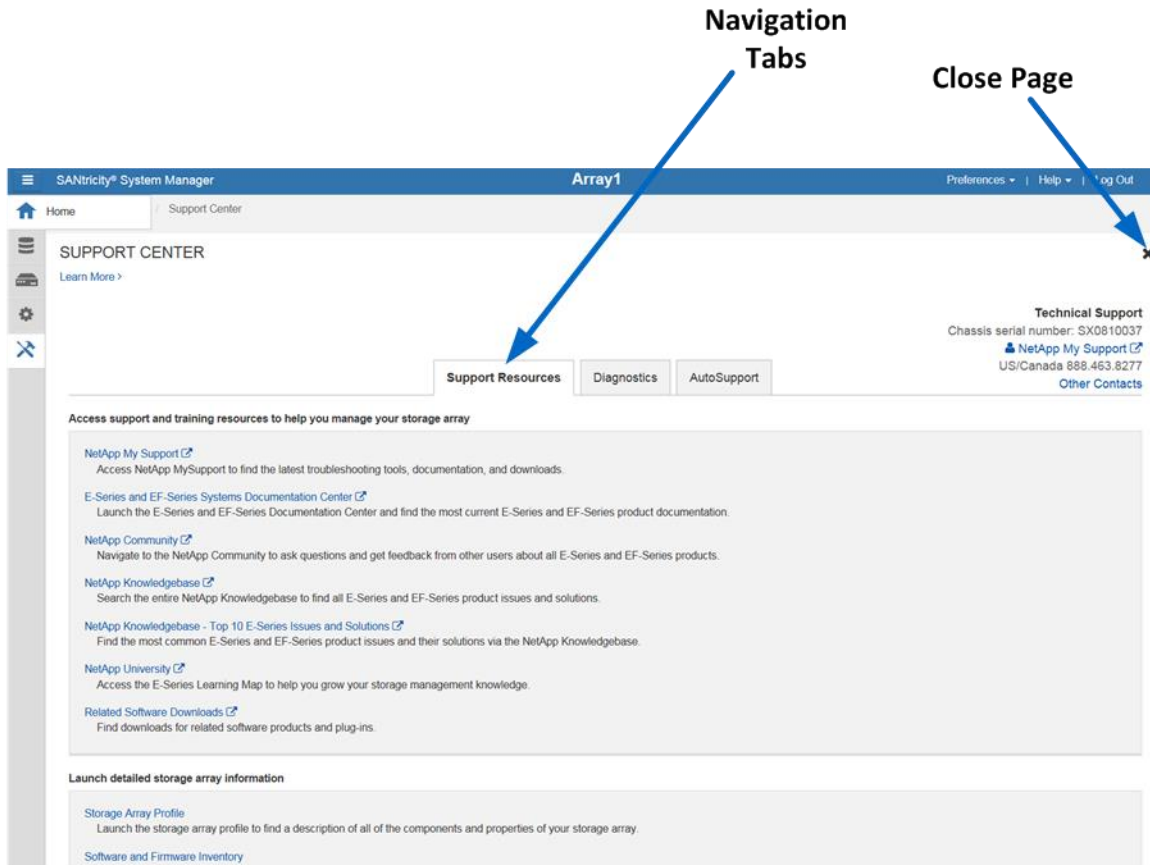 Navigation
Tabs
Close Page
SANtricity® System Manager
Array1
Preferences | Help | Log Out
Home / Support Center
SUPPORT CENTER
Learn More >
Technical Support
Chassis serial number: SX0810037
NetApp My Support
US/Canada 888.463.8277
Other Contacts
Support Resources
Diagnostics
AutoSupport
Access support and training resources to help you manage your storage array
NetApp My Support
Access NetApp MySupport to find the latest troubleshooting tools, documentation, and downloads.
E-Series and EF-Series Systems Documentation Center
Launch the E-Series and EF-Series Documentation Center and find the most current E-Series and EF-Series product documentation.
NetApp Community
Navigate to the NetApp Community to ask questions and get feedback from other users about all E-Series and EF-Series products.
NetApp Knowledgebase
Search the entire NetApp Knowledgebase to find all E-Series and EF-Series product issues and solutions.
NetApp Knowledgebase - Top 10 E-Series Issues and Solutions
Find the most common E-Series and EF-Series product issues and their solutions via the NetApp Knowledgebase.
NetApp University
Access the E-Series Learning Map to help you grow your storage management knowledge.
Related Software Downloads
Find downloads for related software products and plug-ins.
Launch detailed storage array information
Storage Array Profile
Launch the storage array profile to find a description of all of the components and properties of your storage array.
Software and Firmware Inventory